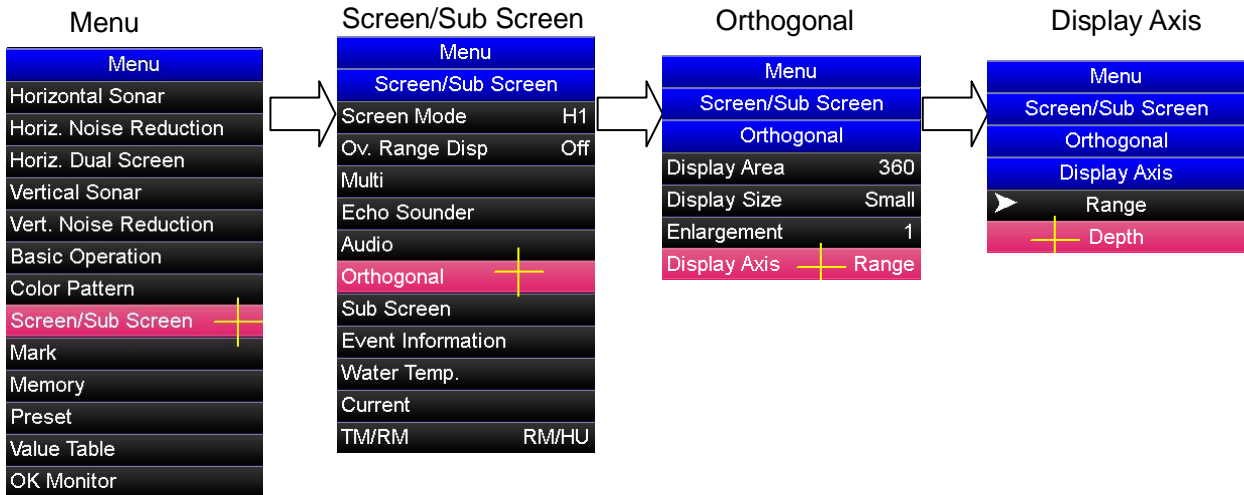 Menu
Menu
Horizontal Sonar
Horiz. Noise Reduction
Horiz. Dual Screen
Vertical Sonar
Vert. Noise Reduction
Basic Operation
Color Pattern
Screen/Sub Screen
Mark
Memory
Preset
Value Table
OK Monitor
Screen/Sub Screen
Menu
Screen/Sub Screen
Screen Mode H1
Ov. Range Disp Off
Multi
Echo Sounder
Audio
Orthogonal
Sub Screen
Event Information
Water Temp.
Current
TM/RM RM/HU
Orthogonal
Menu
Screen/Sub Screen
Orthogonal
Display Area 360
Display Size Small
Enlargement 1
Display Axis Range
Display Axis
Menu
Screen/Sub Screen
Orthogonal
Display Axis
Range
Depth